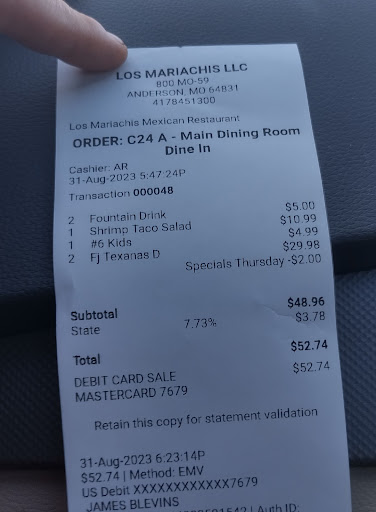 LOS MARIACHIS LLC
800 MO-59
ANDERSON, MO 64831
4178451300
Los Mariachis Mexican Restaurant
ORDER: C24 A - Main Dining Room
Dine In
Cashier: AR
31-Aug-2023 5:47:24P
Transaction 000048
2 Fountain Drink $5.00
1 Shrimp Taco Salad $10.99
1 #6 Kids $4.99
2 Fj Texanas D $29.98
Specials Thursday -$2.00
Subtotal $48.96
State 7.73% $3.78
Total $52.74
DEBIT CARD SALE $52.74
MASTERCARD 7679
Retain this copy for statement validation
31-Aug-2023 6:23:14P
$52.74 | Method: EMV
US Debit XXXXXXXXXXXX7679
JAMES BLEVINS
| Auth ID: